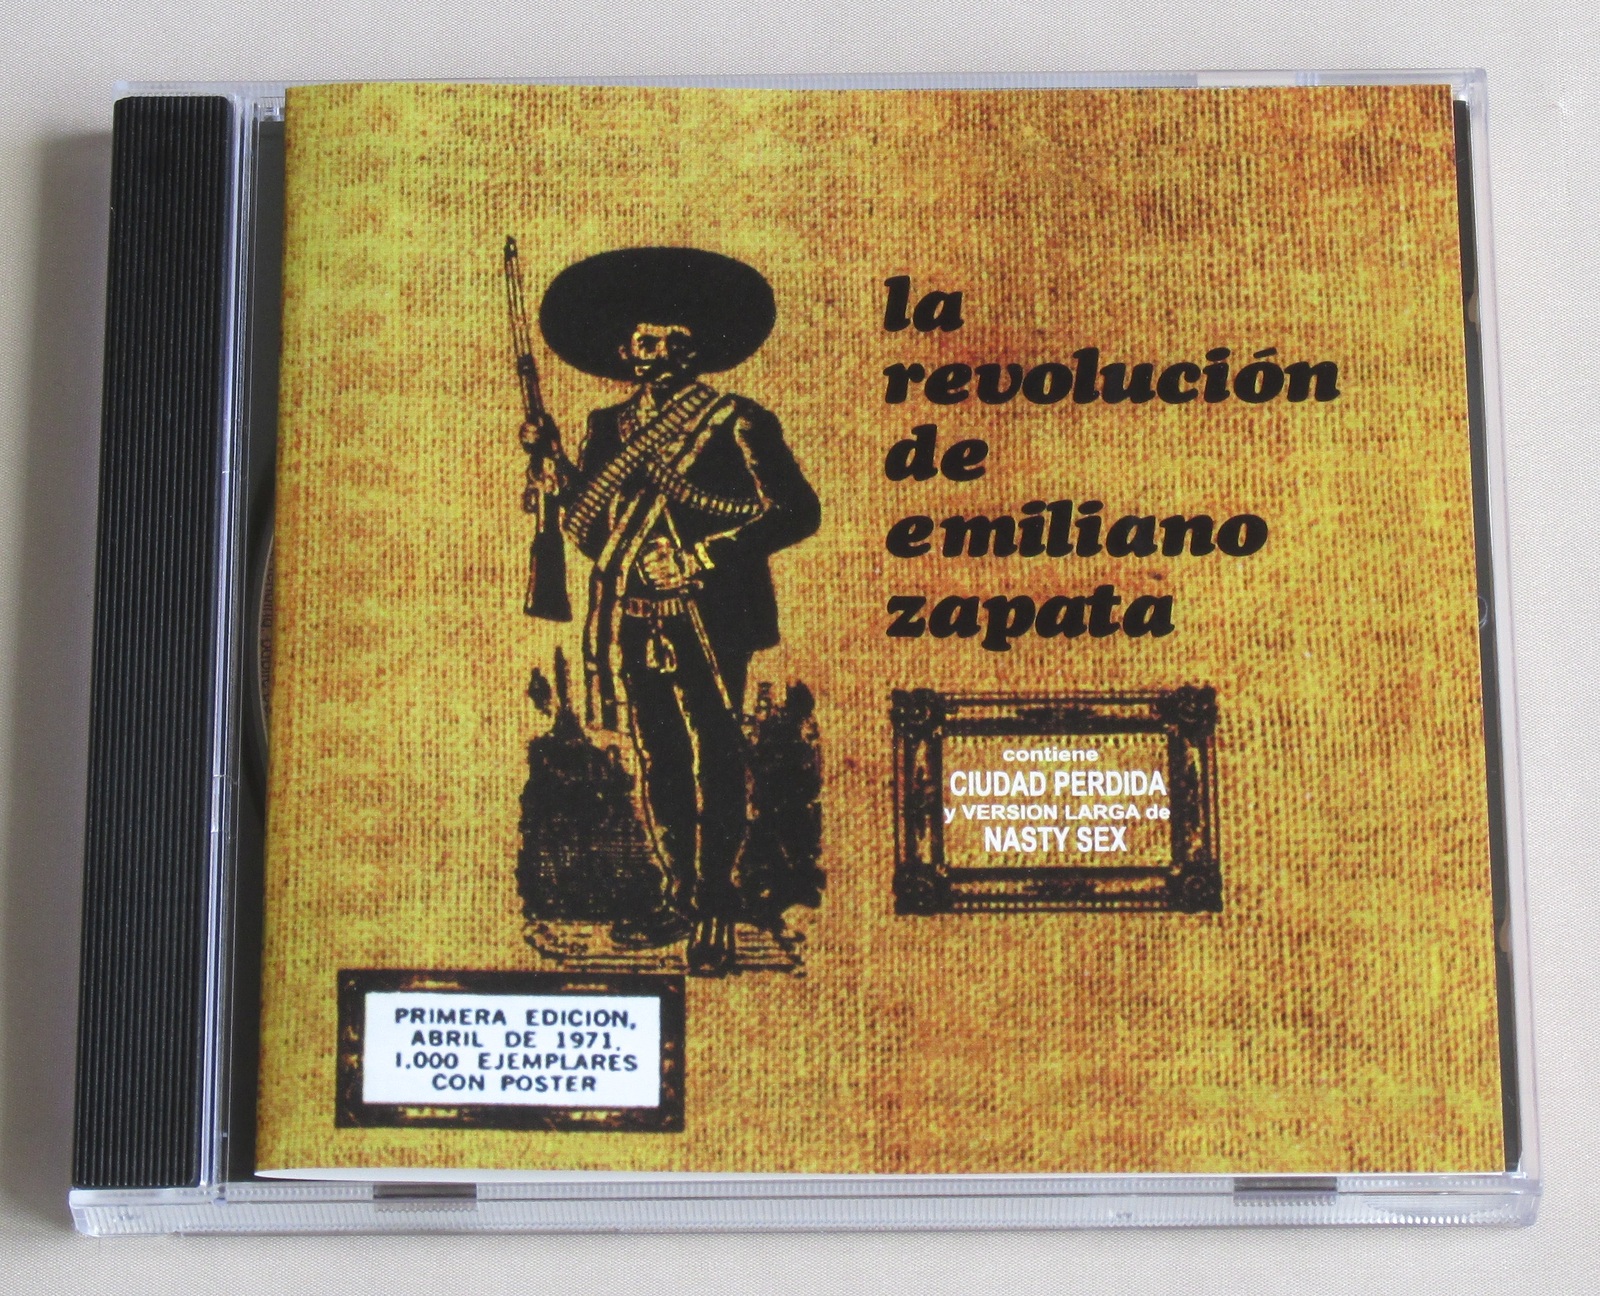 la
revolución
de
emiliano
zapata
contiene
CIUDAD PERDIDA
y VERSION LARGA de
NASTY SEX
PRIMERA EDICION,
ABRIL DE 1971.
1.000 EJEMPLARES
CON POSTER